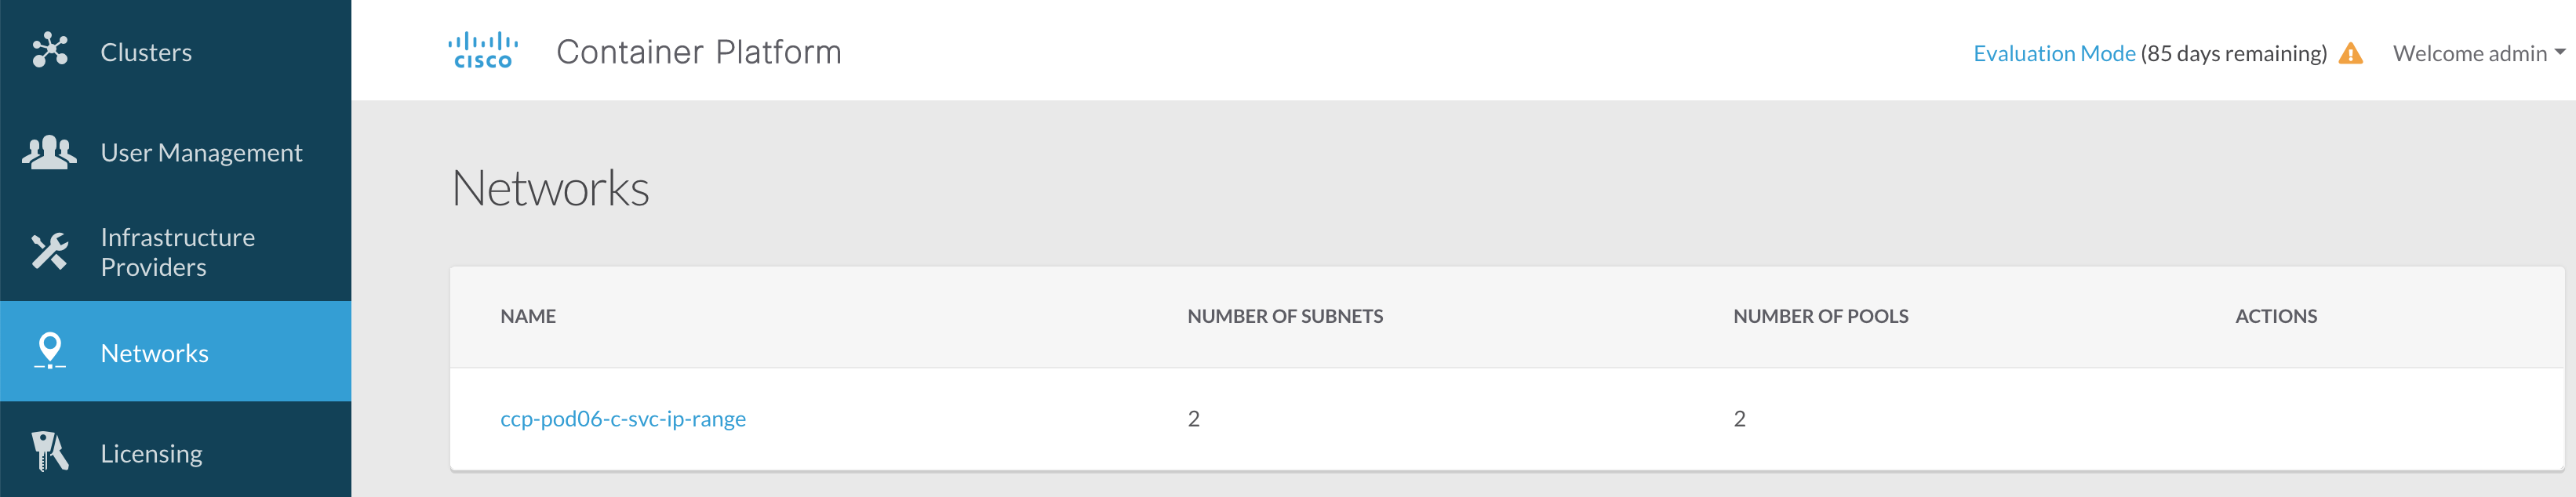 Clusters
User Management
Infrastructure
Providers
Networks
Licensing
CISCO Container Platform
Evaluation Mode (85 days remaining) Welcome admin
Networks
NAME NUMBER OF SUBNETS NUMBER OF POOLS ACTIONS
ccp-pod06-c-svc-ip-range 2 2